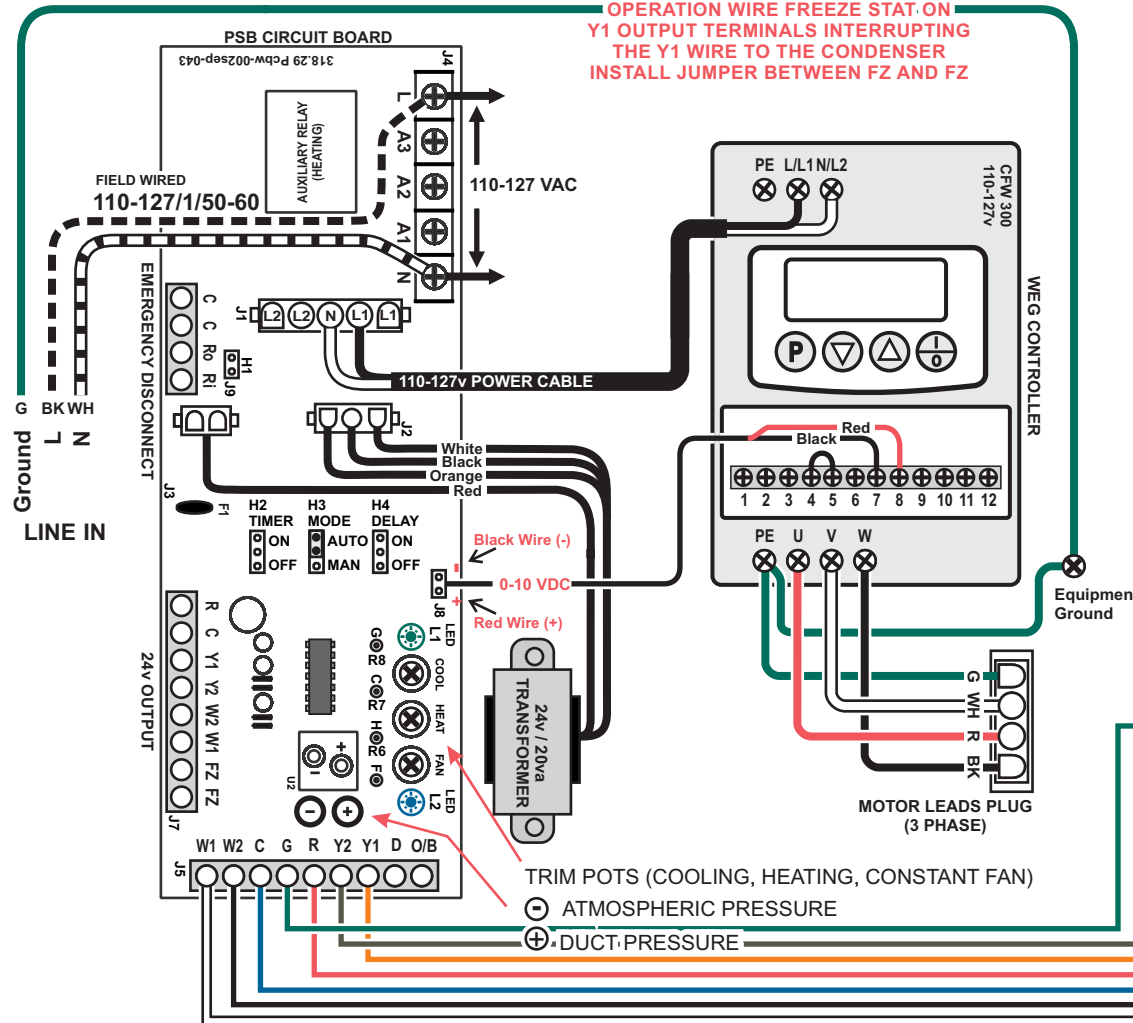 OPERATION WIRE FREEZE STAT ON
Y1 OUTPUT TERMINALS INTERRUPTING
THE Y1 WIRE TO THE CONDENSER
INSTALL JUMPER BETWEEN FZ AND FZ
PSB CIRCUIT BOARD
318.29 Pcbw-002sep-043
J4
L
A3
A2
A1
N
AUXILIARY RELAY
(HEATING)
110-127 VAC
FIELD WIRED
110-127/1/50-60
PE L/L1 N/L2
CFW 300
110-127v
WEG CONTROLLER
P
I
O
EMERGENCY DISCONNECT
C
C
Ro
Ri
H1
J9
J1
L2 L2 N L1 L1
110-127v POWER CABLE
G BK WH
Ground
L
N
LINE IN
J2
White
Black
Orange
Red
Red
Black
1 2 3 4 5 6 7 8 9 10 11 12
PE U V W
J3
F1
H2
TIMER
ON
OFF
H3
MODE
AUTO
MAN
H4
DELAY
ON
OFF
Black Wire (-)
-
0-10 VDC
+
Red Wire (+)
J8
Equipmen
Ground
24v OUTPUT
R
C
Y1
Y2
W2
W1
FZ
FZ
J7
G
R8
C
R7
H
R6
F
LED
L1
COOL
HEAT
FAN
LED
L2
U2
- +
- +
24v / 20va
TRANSFORMER
G
WH
R
BK
MOTOR LEADS PLUG
(3 PHASE)
J5
W1 W2 C G R Y2 Y1 D O/B
TRIM POTS (COOLING, HEATING, CONSTANT FAN)
- ATMOSPHERIC PRESSURE
+ DUCT PRESSURE